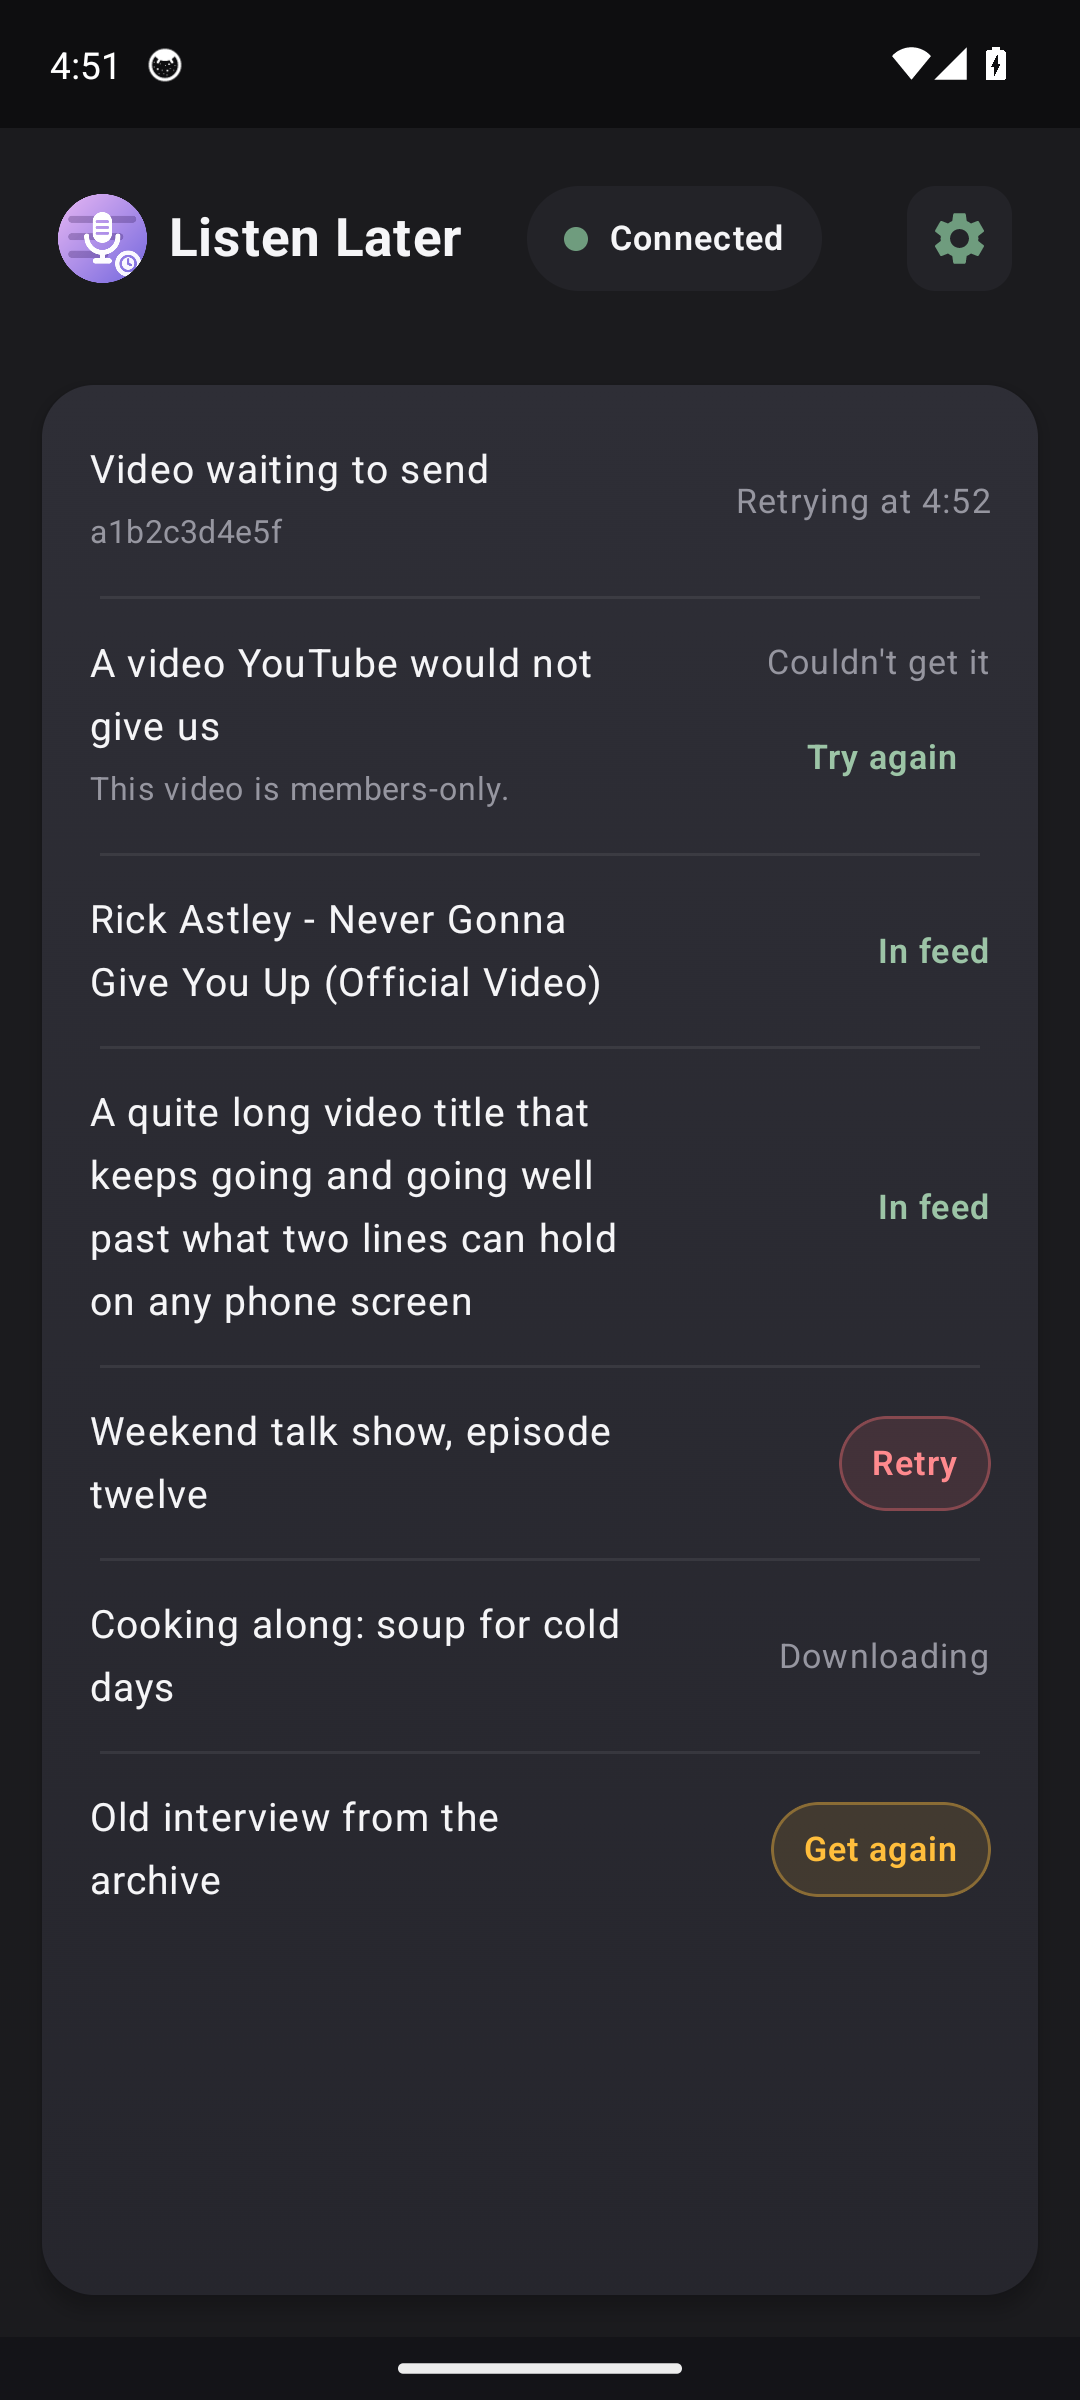 4:51
Listen Later
Connected
Video waiting to send
a1b2c3d4e5f
Retrying at 4:52
A video YouTube would not
give us
This video is members-only.
Couldn't get it
Try again
Rick Astley - Never Gonna
Give You Up (Official Video)
In feed
A quite long video title that
keeps going and going well
past what two lines can hold
on any phone screen
In feed
Weekend talk show, episode
twelve
Retry
Cooking along: soup for cold
days
Downloading
Old interview from the
archive
Get again